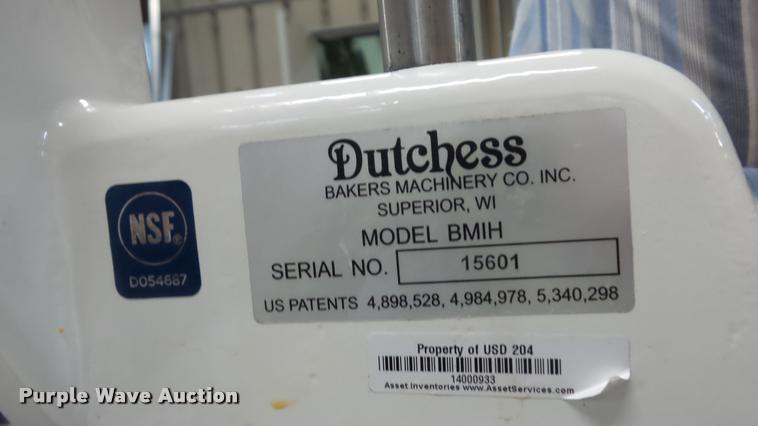 Dutchess
BAKERS MACHINERY CO. INC.
SUPERIOR, WI
MODEL BMIH
SERIAL NO. 15601
US PATENTS 4,898,528, 4,984,978, 5,340,298
NSF®
D054687
Property of USD 204
14000933
Asset Inventories www.AssetServices.com
Purple Wave Auction